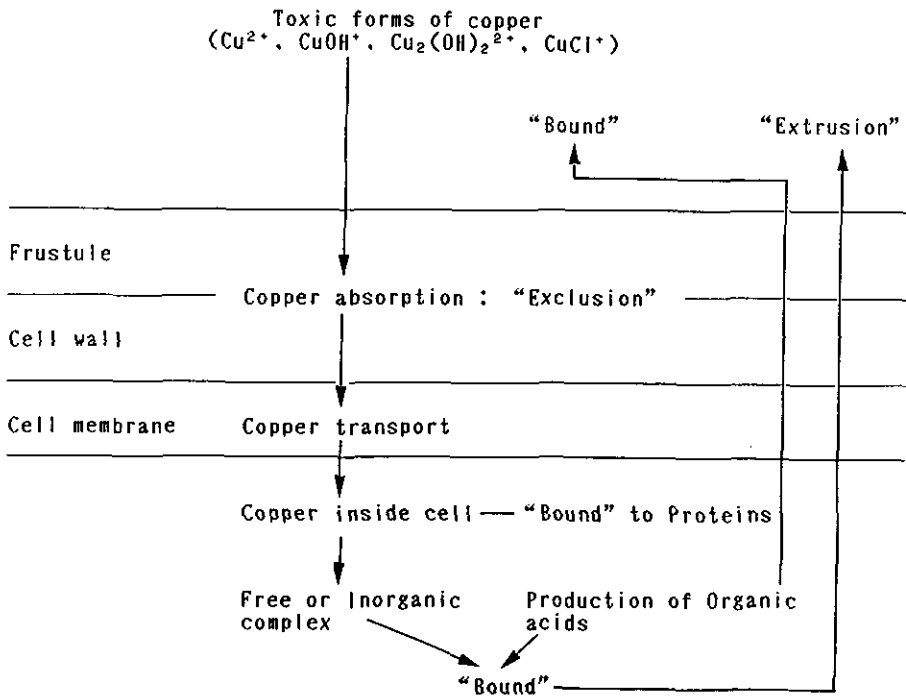 Toxic forms of copper
(Cu²⁺, CuOH⁺, Cu₂(OH)₂²⁺, CuCl⁺)
“Bound” “Extrusion”
Frustule
Copper absorption : “Exclusion”
Cell wall
Cell membrane Copper transport
Copper inside cell — “Bound” to Proteins
Free or Inorganic Production of Organic
complex acids
“Bound”